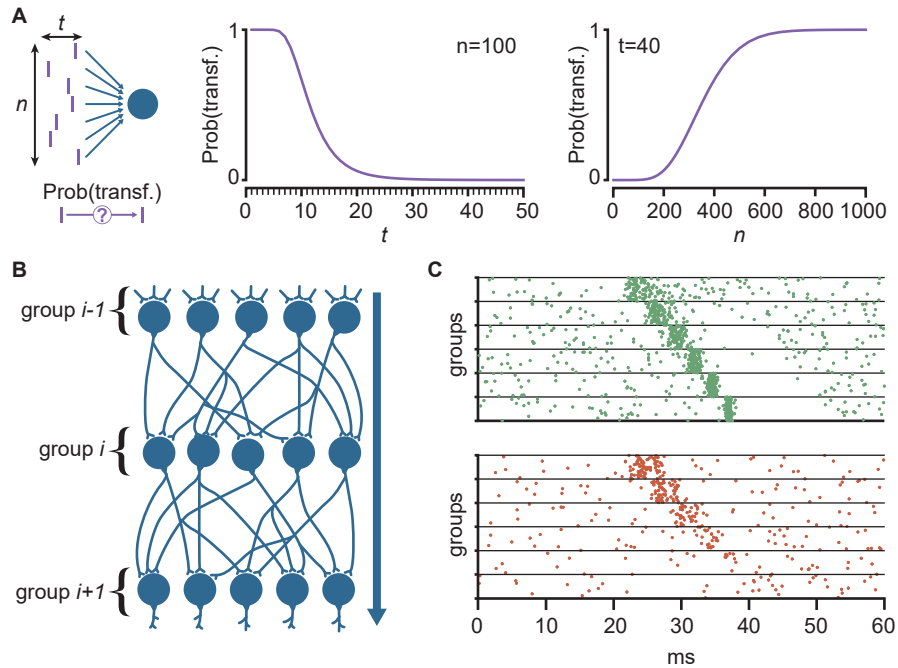 A
t
n
Prob(transf.)
?
Prob(transf.)
1
0
n=100
0 10 20 30 40 50
t
Prob(transf.)
1
0
t=40
0 200 400 600 800 1000
n
B
group i-1
group i
group i+1
C
groups
groups
0 10 20 30 40 50 60
ms